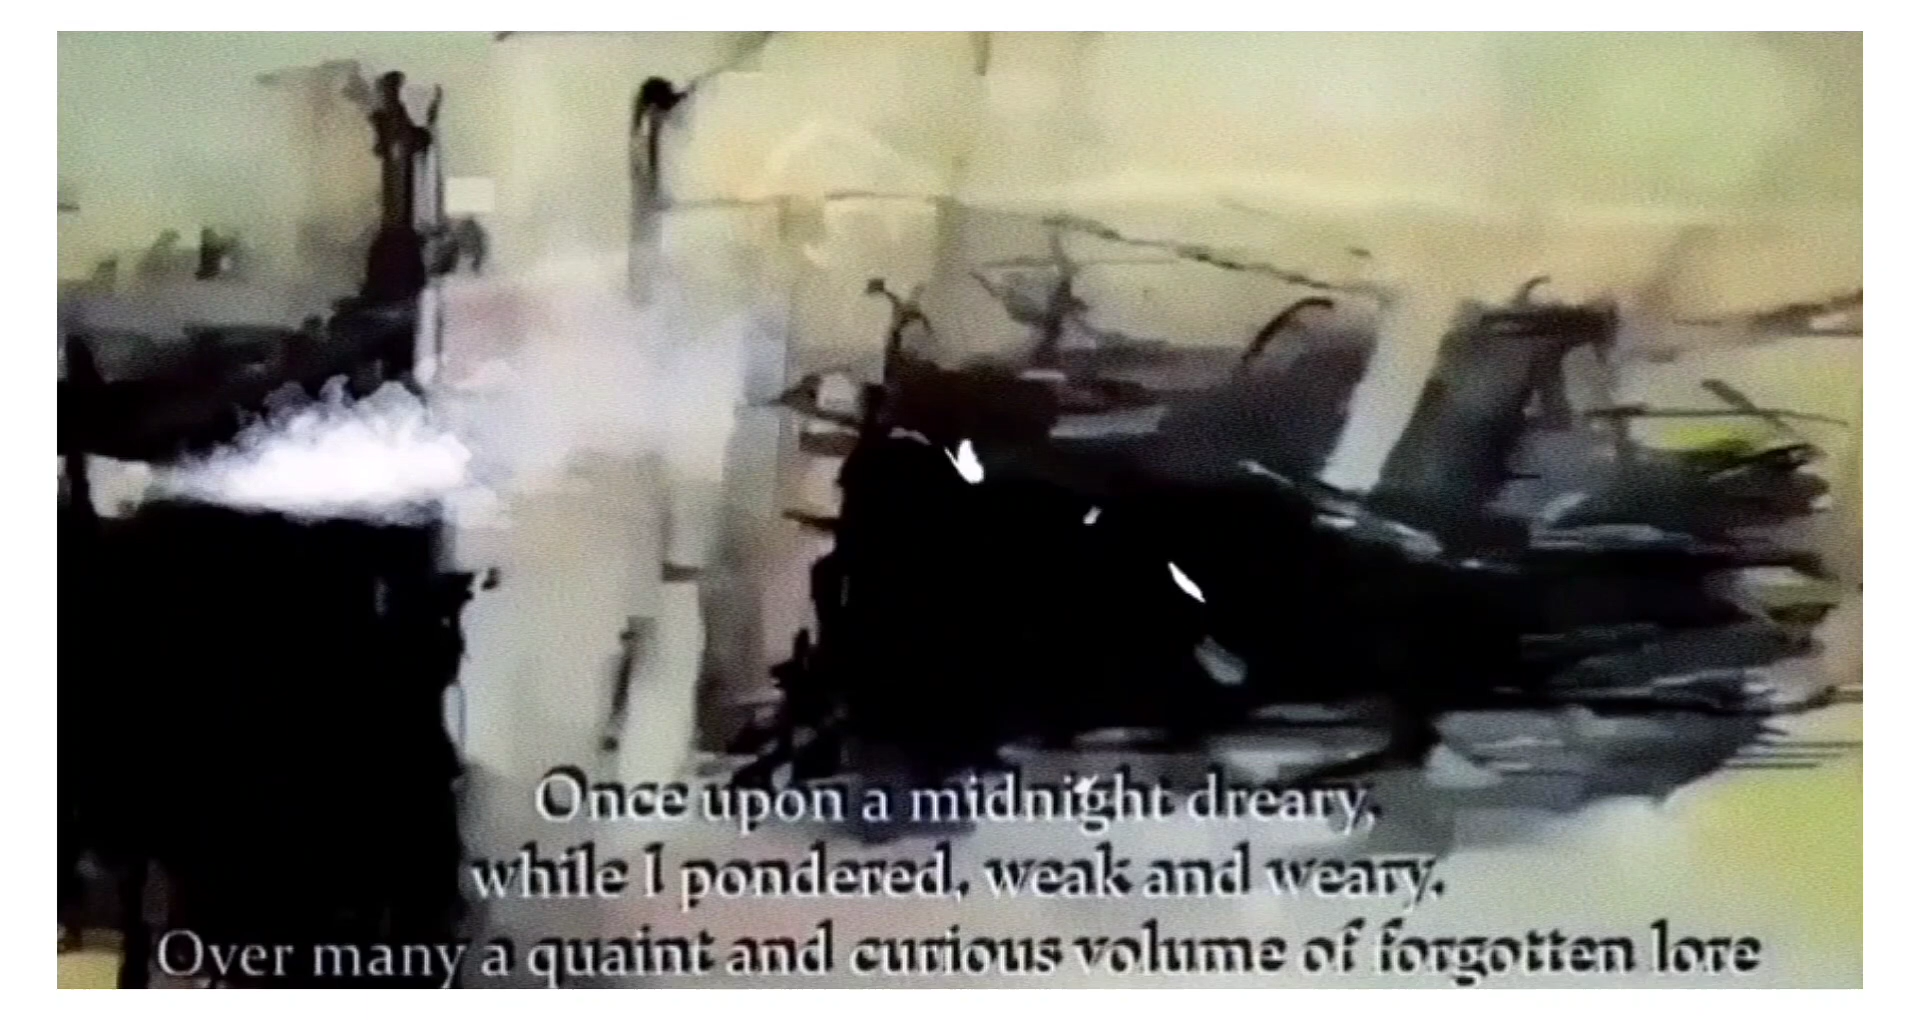 Once upon a midnight dreary,
while I pondered, weak and weary,
Over many a quaint and curious volume of forgotten lore